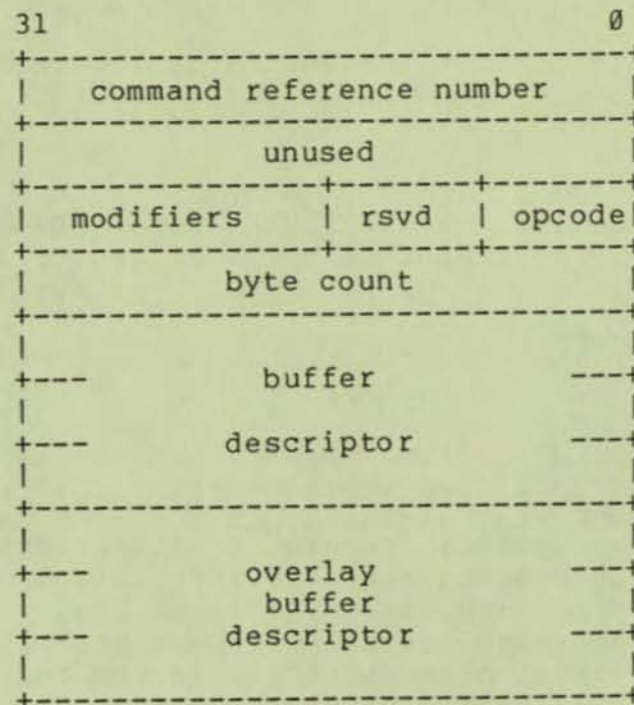 31 0
+-------------------------------+
| command reference number |
+-------------------------------+
| unused |
+---------------+-------+-------+
| modifiers | rsvd | opcode|
+---------------+-------+-------+
| byte count |
+-------------------------------+
| |
+--- buffer ---+
| |
+--- descriptor ---+
| |
+-------------------------------+
| |
+--- overlay ---+
| buffer |
+--- descriptor ---+
| |
+-------------------------------+